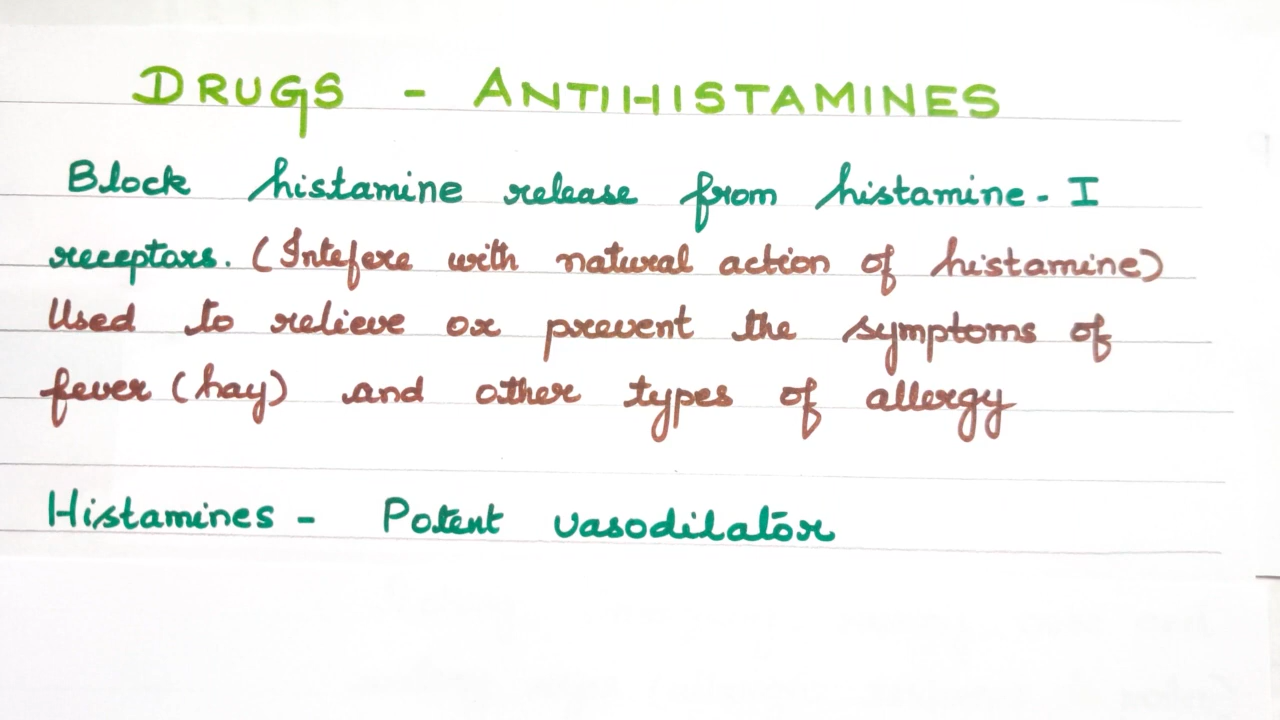 DRUGS - ANTIHISTAMINES
Block histamine release from histamine - I
receptors. (Intefere with natural action of histamine)
Used to relieve or prevent the symptoms of
fever (hay) and other types of allergy
Histamines - Potent vasodilator